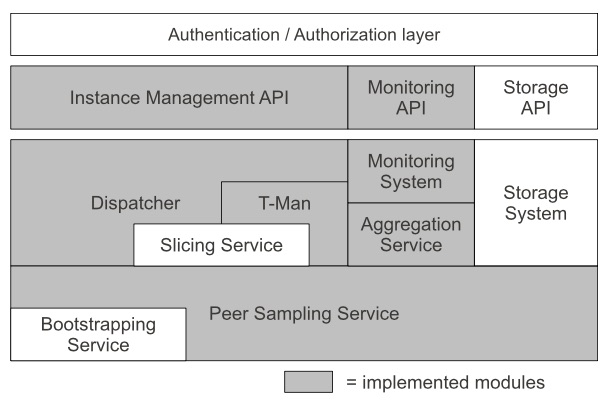 Authentication / Authorization layer
Instance Management API
Monitoring
API
Storage
API
Dispatcher
T-Man
Slicing Service
Monitoring
System
Aggregation
Service
Storage
System
Peer Sampling Service
Bootstrapping
Service
= implemented modules